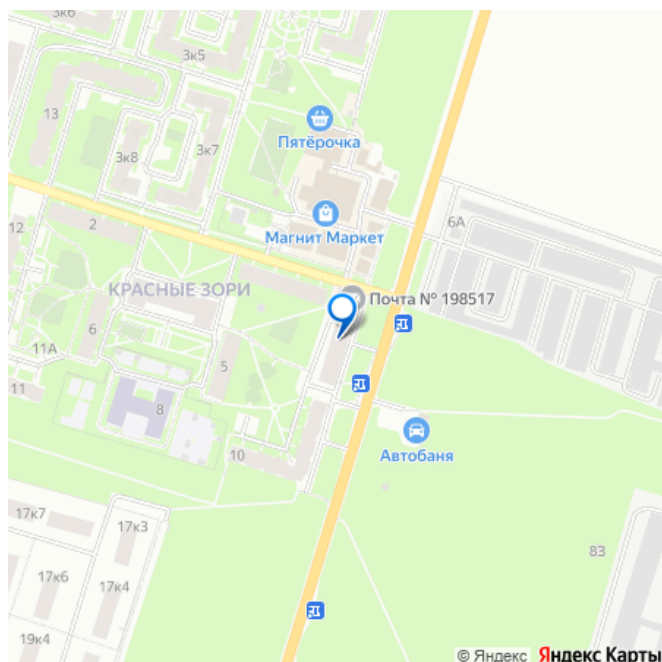 3к6
3к5
13
Пятёрочка
3к8
3к7
12
2
Магнит Маркет
6А
КРАСНЫЕ ЗОРИ
Почта № 198517
6
11А
5
11
8
10
Автобаня
17к7
17к3
83
17к6
17к4
19к4
© Яндекс Яндекс Карты